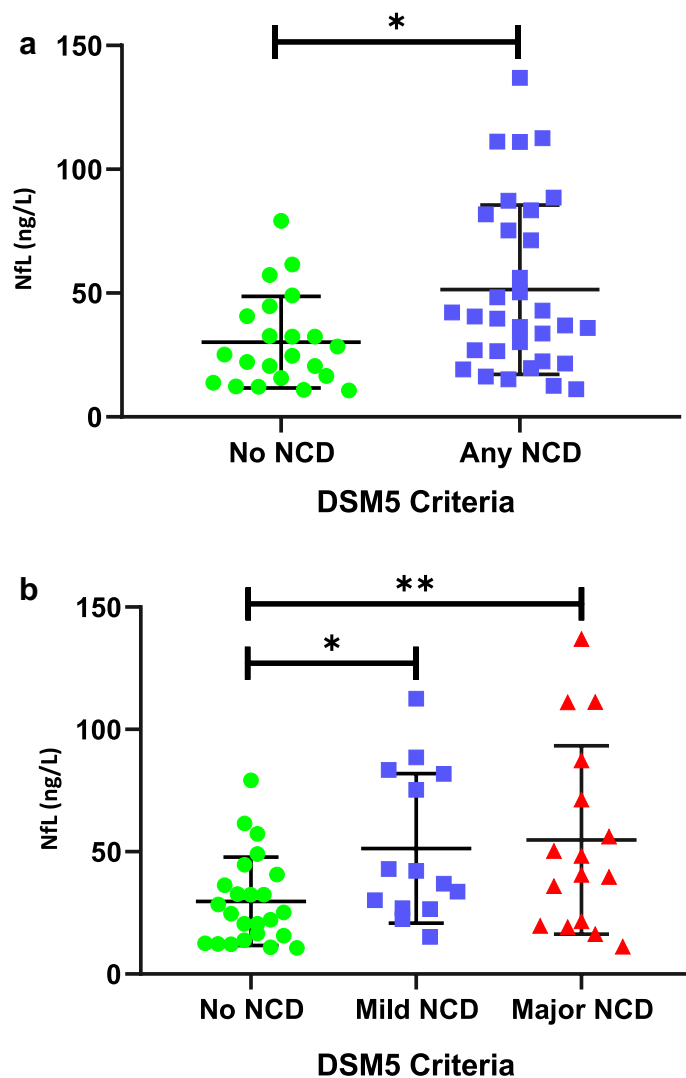 a
*
150
100
50
0
NfL (ng/L)
No NCD Any NCD
DSM5 Criteria
b
**
*
150
100
50
0
NfL (ng/L)
No NCD Mild NCD Major NCD
DSM5 Criteria